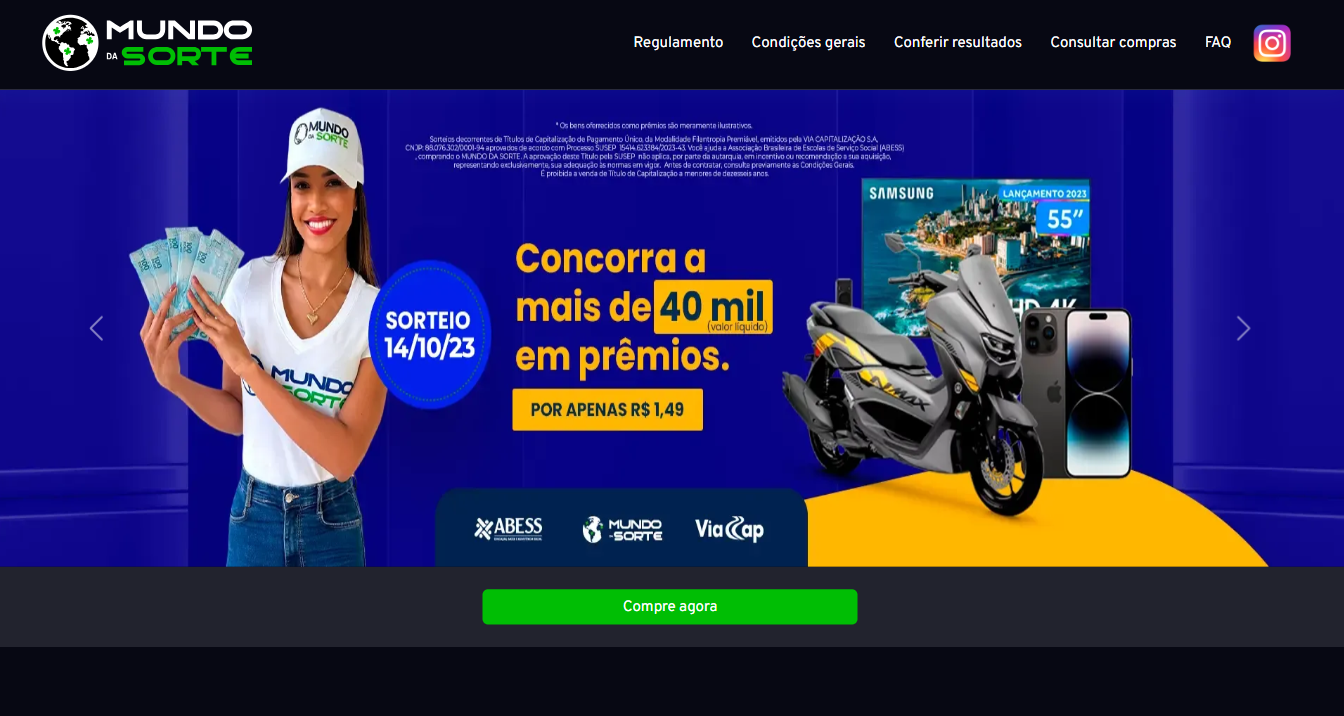 MUNDO
DA SORTE
Regulamento
Condições gerais
Conferir resultados
Consultar compras
FAQ
* Os bens oferecidos como prêmios são meramente ilustrativos.
Sorteios decorrentes de Títulos de Capitalização de Pagamento Único, da Modalidade Filantropia Premiável, emitidos pela VIA CAPITALIZAÇÃO S.A,
CNJP: 88.076.302/0001-94 aprovados de acordo com Processo SUSEP 15414.623384/2023-43. Você ajuda a Associação Brasileira de Escolas de Serviço Social (ABESS)
, comprando o MUNDO DA SORTE. A aprovação deste Título pela SUSEP não aplica, por parte da autarquia, em incentivo ou recomendação a sua aquisição,
representando exclusivamente, sua adequação às normas em vigor. Antes de contratar, consulte previamente as Condições Gerais.
É proibida a venda de Título de Capitalização a menores de dezesseis anos.
MUNDO
DA SORTE
100
100
100
MUNDO
SORTE
SORTEIO
14/10/23
Concorra a
mais de 40 mil
(valor líquido)
em prêmios.
POR APENAS R$ 1,49
SAMSUNG
LANÇAMENTO 2023
55”
HD 4K
NMAX
ABESS
MUNDO
DA SORTE
ViaCap
Compre agora